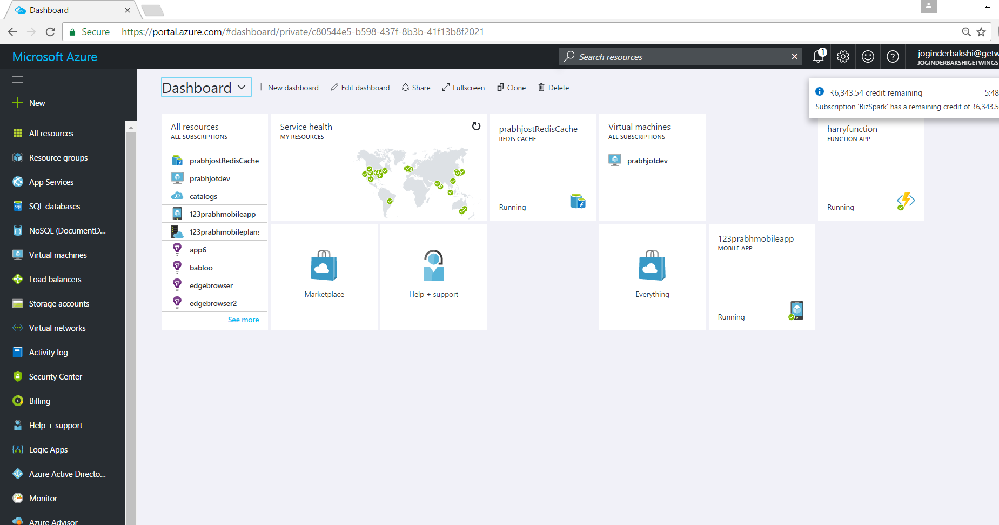 Dashboard
Secure
https://portal.azure.com/#dashboard/private/c80544e5-b598-437f-8b3b-41f13b8f2021
Microsoft Azure
Search resources
1
joginderbakshi@getw
JOGINDERBAKSHIGETWINGS
Dashboard
New dashboard
Edit dashboard
Share
Fullscreen
Clone
Delete
₹6,343.54 credit remaining
5:48
Subscription 'BizSpark' has a remaining credit of ₹6,343.5
New
All resources
Resource groups
App Services
SQL databases
NoSQL (DocumentD...
Virtual machines
Load balancers
Storage accounts
Virtual networks
Activity log
Security Center
Billing
Help + support
Logic Apps
Azure Active Directo...
Monitor
Azure Advisor
All resources
ALL SUBSCRIPTIONS
prabhjostRedisCache
prabhjotdev
catalogs
123prabhmobileapp
123prabhmobileplans
app6
babloo
edgebrowser
edgebrowser2
See more
Service health
MY RESOURCES
prabhjostRedisCache
REDIS CACHE
Running
Virtual machines
ALL SUBSCRIPTIONS
prabhjotdev
harryfunction
FUNCTION APP
Running
Marketplace
Help + support
Everything
123prabhmobileapp
MOBILE APP
Running